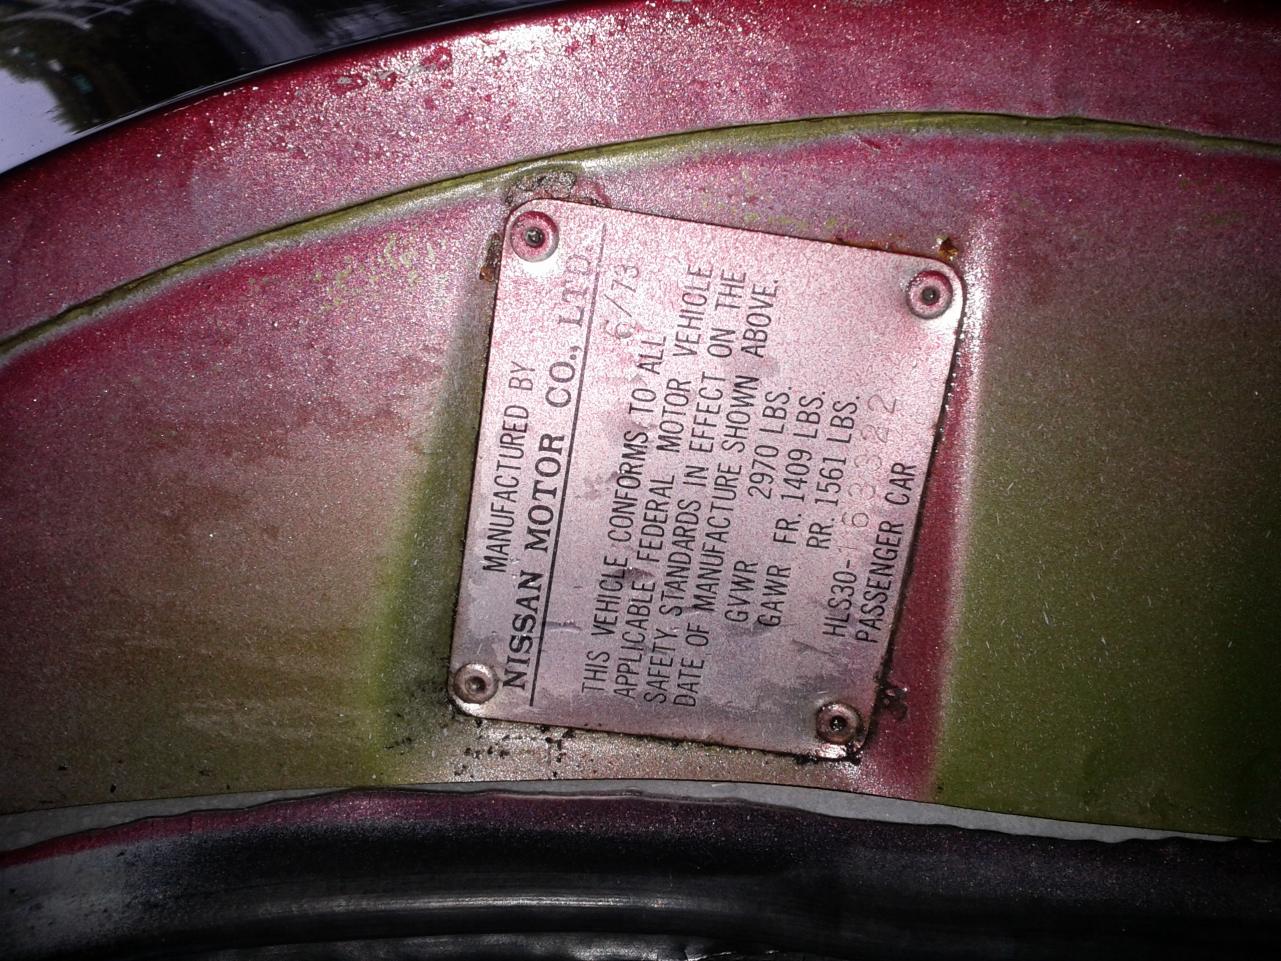 MANUFACTURED BY
NISSAN MOTOR CO., LTD.
6/73
THIS VEHICLE CONFORMS TO ALL
APPLICABLE FEDERAL MOTOR VEHICLE
SAFETY STANDARDS IN EFFECT ON THE
DATE OF MANUFACTURE SHOWN ABOVE.
GVWR 2970 LBS.
GAWR FR. 1409 LBS.
RR. 1561 LBS.
HLS30-163322
PASSENGER CAR